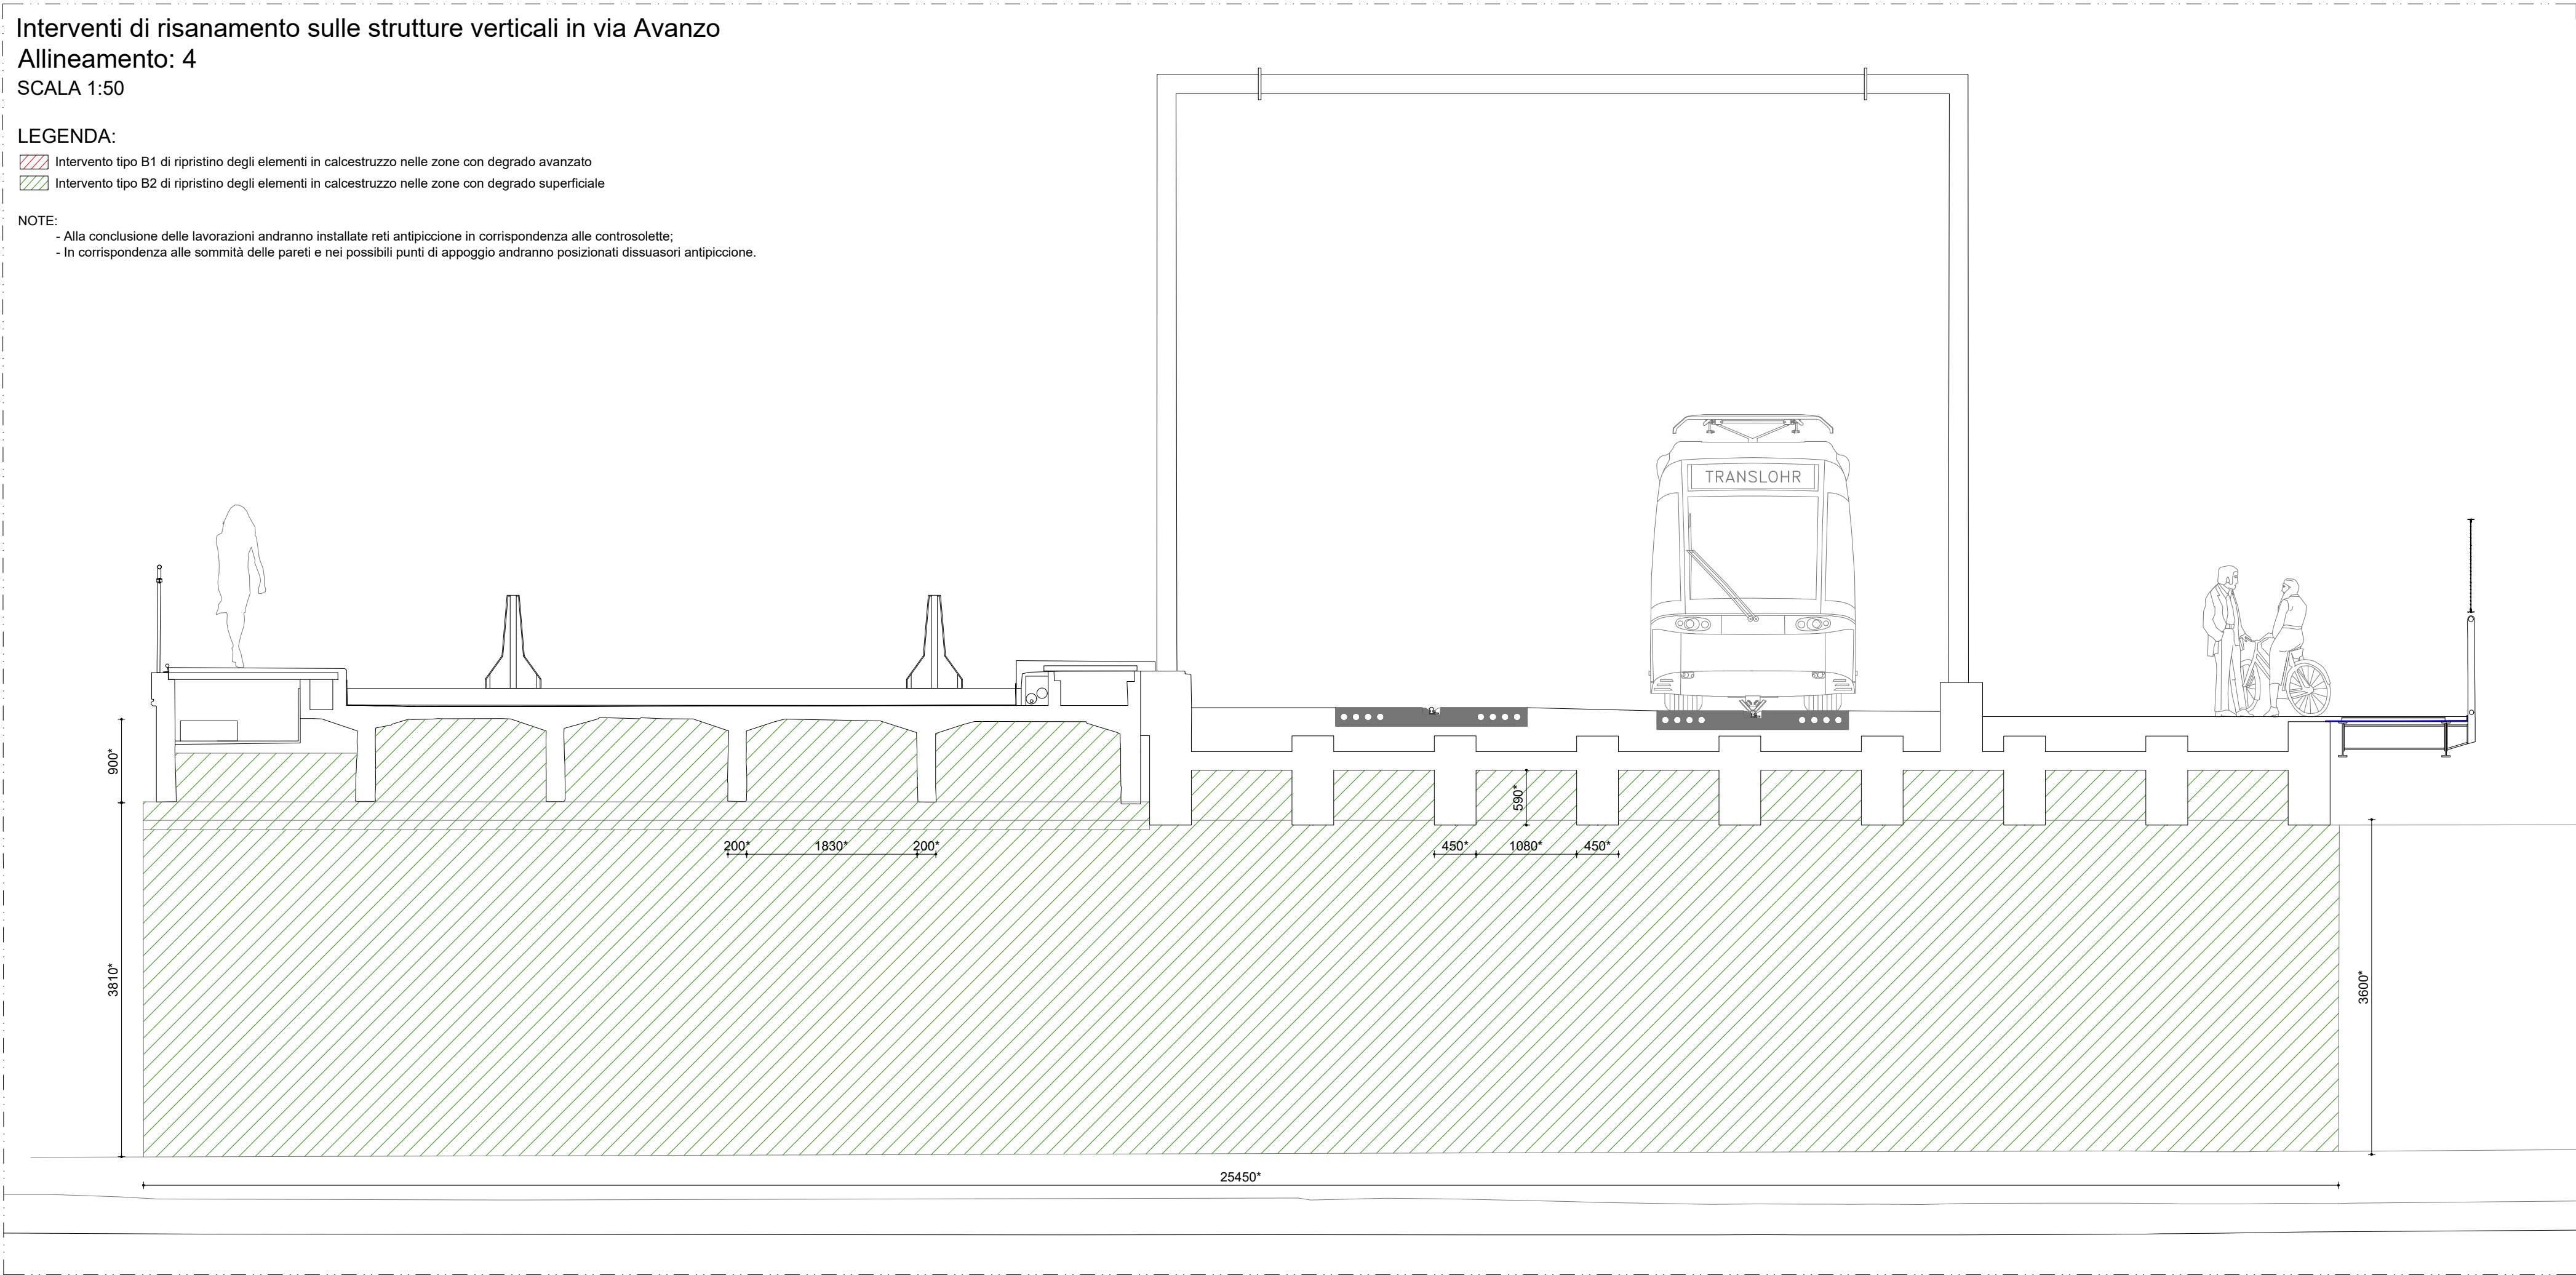 Interventi di risanamento sulle strutture verticali in via Avanzo
Allineamento: 4
SCALA 1:50
LEGENDA:
Intervento tipo B1 di ripristino degli elementi in calcestruzzo nelle zone con degrado avanzato
Intervento tipo B2 di ripristino degli elementi in calcestruzzo nelle zone con degrado superficiale
NOTE:
- Alla conclusione delle lavorazioni andranno installate reti antipiccione in corrispondenza alle controsolette;
- In corrispondenza alle sommità delle pareti e nei possibili punti di appoggio andranno posizionati dissuasori antipiccione.
TRANSLOHR
900*
590*
200* 1830* 200*
450* 1080* 450*
3810*
3600*
25450*